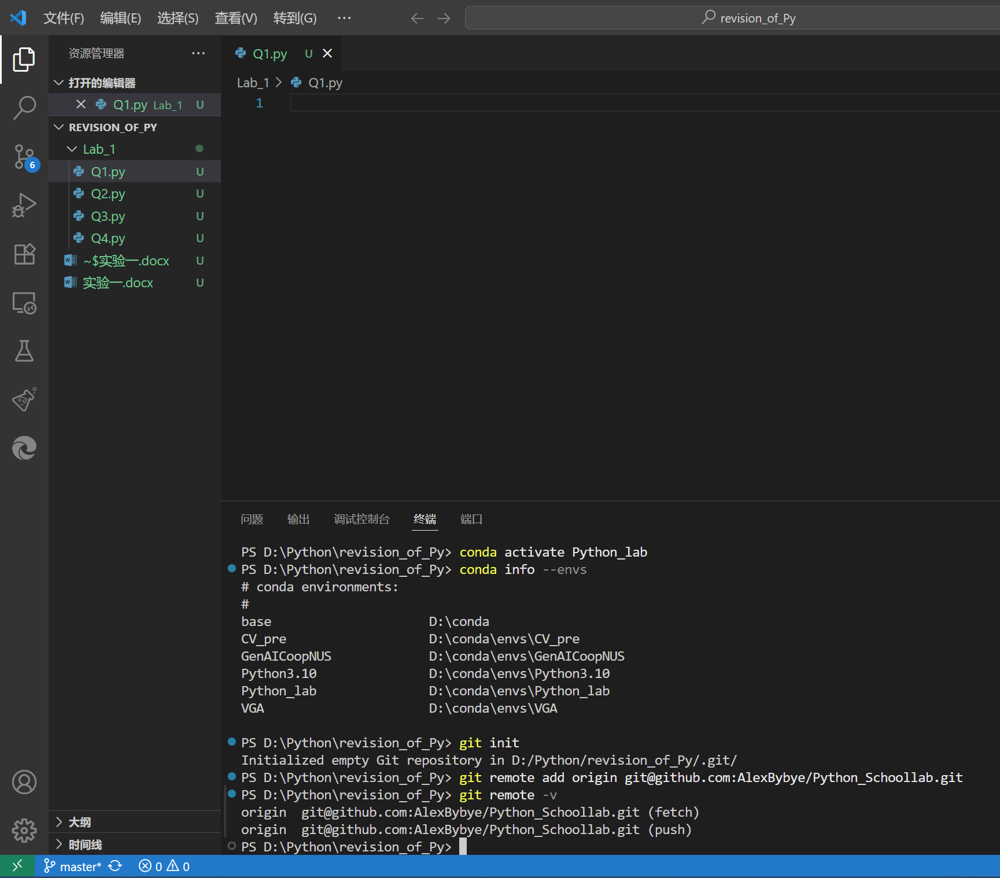 文件(F) 编辑(E) 选择(S) 查看(V) 转到(G) ··· revision_of_Py
资源管理器 ···
打开的编辑器
Q1.py Lab_1 U
REVISION_OF_PY
Lab_1
Q1.py U
Q2.py U
Q3.py U
Q4.py U
~$实验一.docx U
实验一.docx U
大纲
时间线
6
Q1.py U
Lab_1 > Q1.py
1
问题 输出 调试控制台 终端 端口
PS D:\Python\revision_of_Py> conda activate Python_lab
PS D:\Python\revision_of_Py> conda info --envs
# conda environments:
#
base D:\conda
CV_pre D:\conda\envs\CV_pre
GenAICoopNUS D:\conda\envs\GenAICoopNUS
Python3.10 D:\conda\envs\Python3.10
Python_lab D:\conda\envs\Python_lab
VGA D:\conda\envs\VGA
PS D:\Python\revision_of_Py> git init
Initialized empty Git repository in D:/Python/revision_of_Py/.git/
PS D:\Python\revision_of_Py> git remote add origin git@github.com:AlexBybye/Python_Schoollab.git
PS D:\Python\revision_of_Py> git remote -v
origin git@github.com:AlexBybye/Python_Schoollab.git (fetch)
origin git@github.com:AlexBybye/Python_Schoollab.git (push)
PS D:\Python\revision_of_Py>
master* 0 0